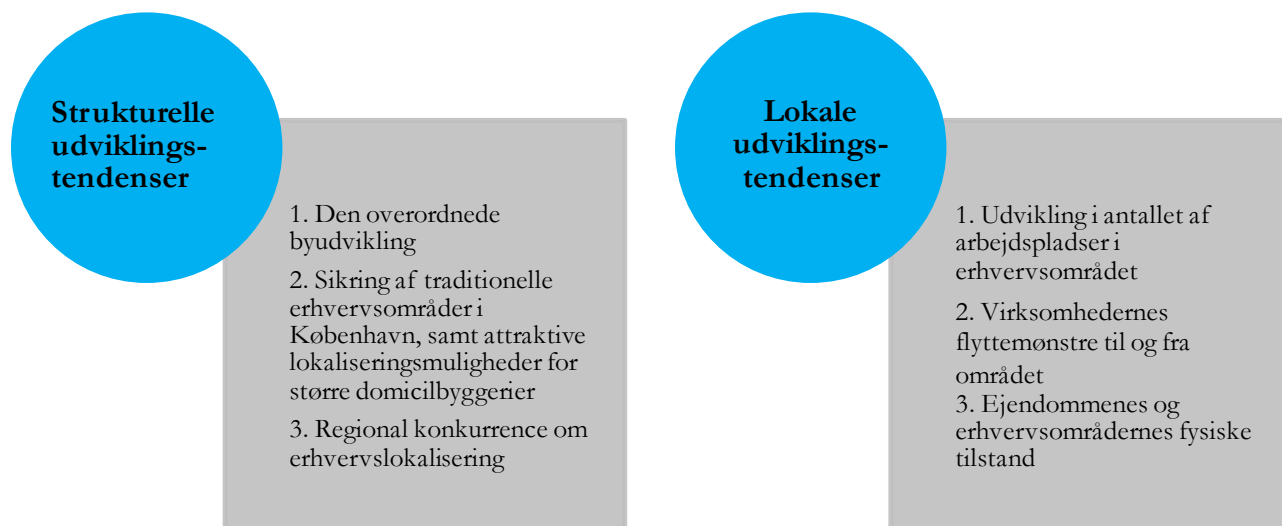 Strukturelle
udviklings-
tendenser
1. Den overordnede
byudvikling
2. Sikring af traditionelle
erhvervsområder i
København, samt attraktive
lokaliseringsmuligheder for
større domicilbyggerier
3. Regional konkurrence om
erhvervslokalisering
Lokale
udviklings-
tendenser
1. Udvikling i antallet af
arbejdspladser i
erhvervsområdet
2. Virksomhedernes
flyttemønstre til og fra
området
3. Ejendommenes og
erhvervsområdernes fysiske
tilstand